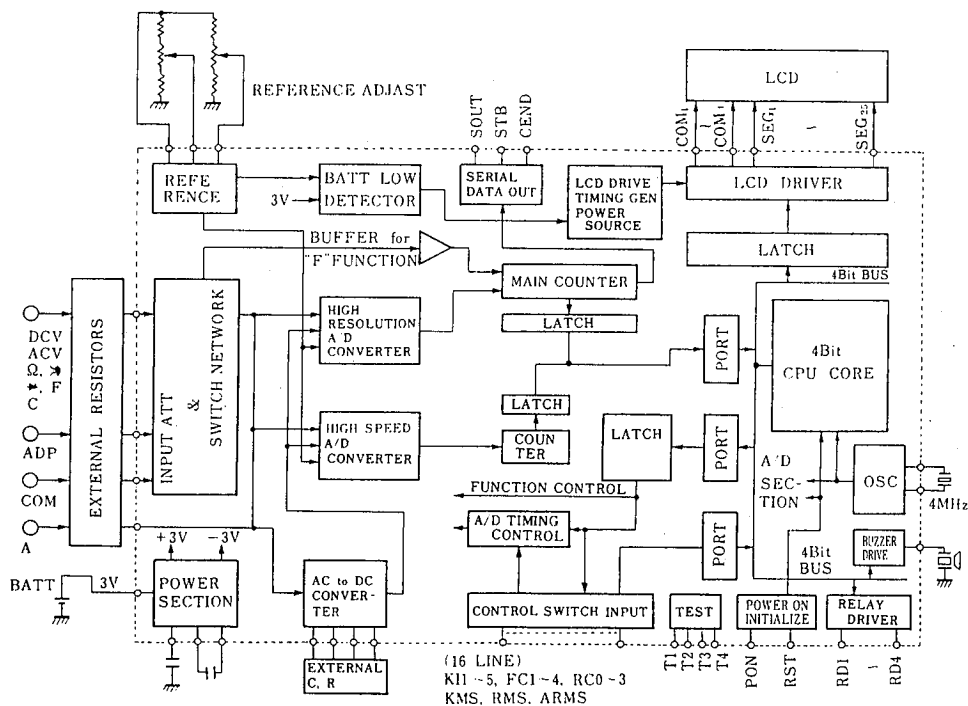 REFERENCE ADJAST
LCD
SOUT
STB
CEND
COM1
~
COM4
SEG1
~
SEG25
REFE
RENCE
BATT LOW
DETECTOR
3V
SERIAL
DATA OUT
LCD DRIVE
TIMING GEN
POWER
SOURCE
LCD DRIVER
LATCH
4Bit BUS
BUFFER for
"F" FUNCTION
MAIN COUNTER
LATCH
DCV
ACV
Ω,
, F
C
ADP
COM
A
EXTERNAL RESISTORS
INPUT ATT
&
SWITCH NETWORK
HIGH
RESOLUTION
A/D
CONVERTER
HIGH SPEED
A/D
CONVERTER
LATCH
COUN
TER
LATCH
PORT
PORT
PORT
4Bit
CPU CORE
A/D
SEC-
TION
OSC
4MHz
FUNCTION CONTROL
A/D TIMING
CONTROL
4Bit
BUS
BUZZER
DRIVE
+3V
-3V
BATT
3V
POWER
SECTION
AC to DC
CONVER-
TER
CONTROL SWITCH INPUT
TEST
POWER ON
INITIALIZE
RELAY
DRIVER
EXTERNAL
C, R
(16 LINE)
KI1~5, FC1~4, RC0~3
KMS, RMS, ARMS
T1
T2
T3
T4
PON
RST
RD1
~
RD4